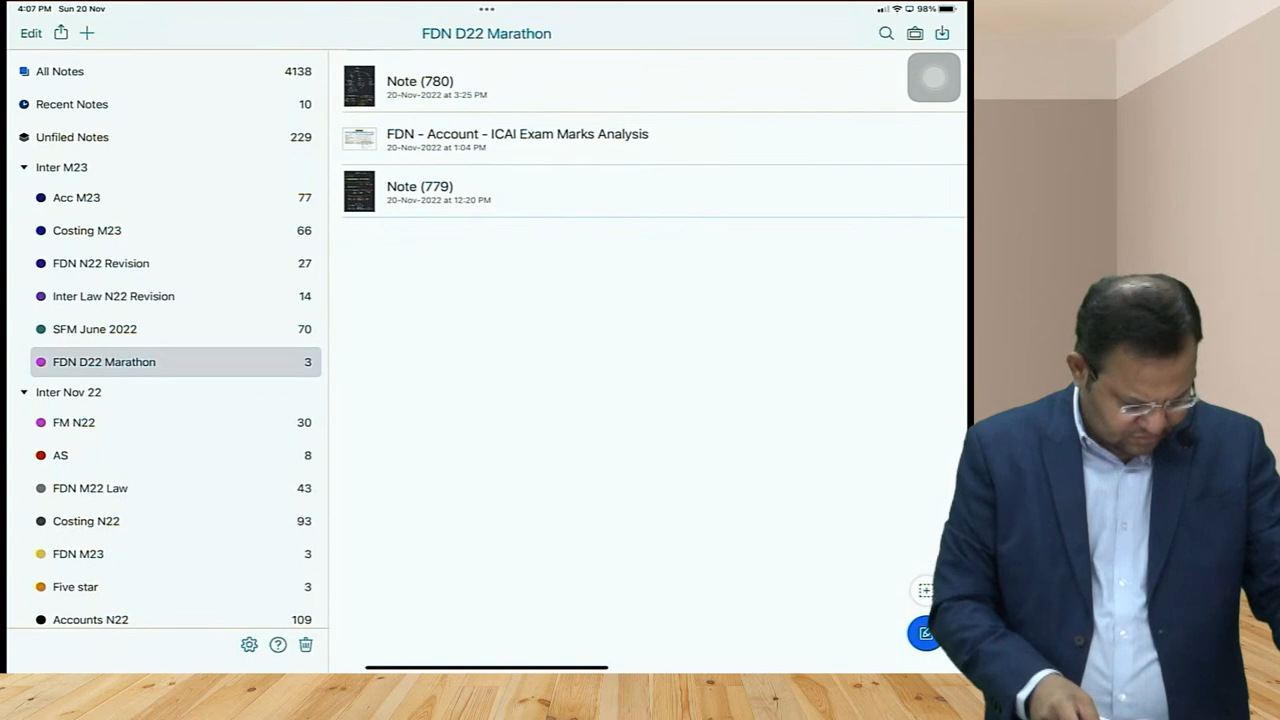 4:07 PM Sun 20 Nov
98%
Edit
FDN D22 Marathon
All Notes 4138
Recent Notes 10
Unfiled Notes 229
Inter M23
Acc M23 77
Costing M23 66
FDN N22 Revision 27
Inter Law N22 Revision 14
SFM June 2022 70
FDN D22 Marathon 3
Inter Nov 22
FM N22 30
AS 8
FDN M22 Law 43
Costing N22 93
FDN M23 3
Five star 3
Accounts N22 109
Note (780)
20-Nov-2022 at 3:25 PM
FDN - Account - ICAI Exam Marks Analysis
20-Nov-2022 at 1:04 PM
Note (779)
20-Nov-2022 at 12:20 PM